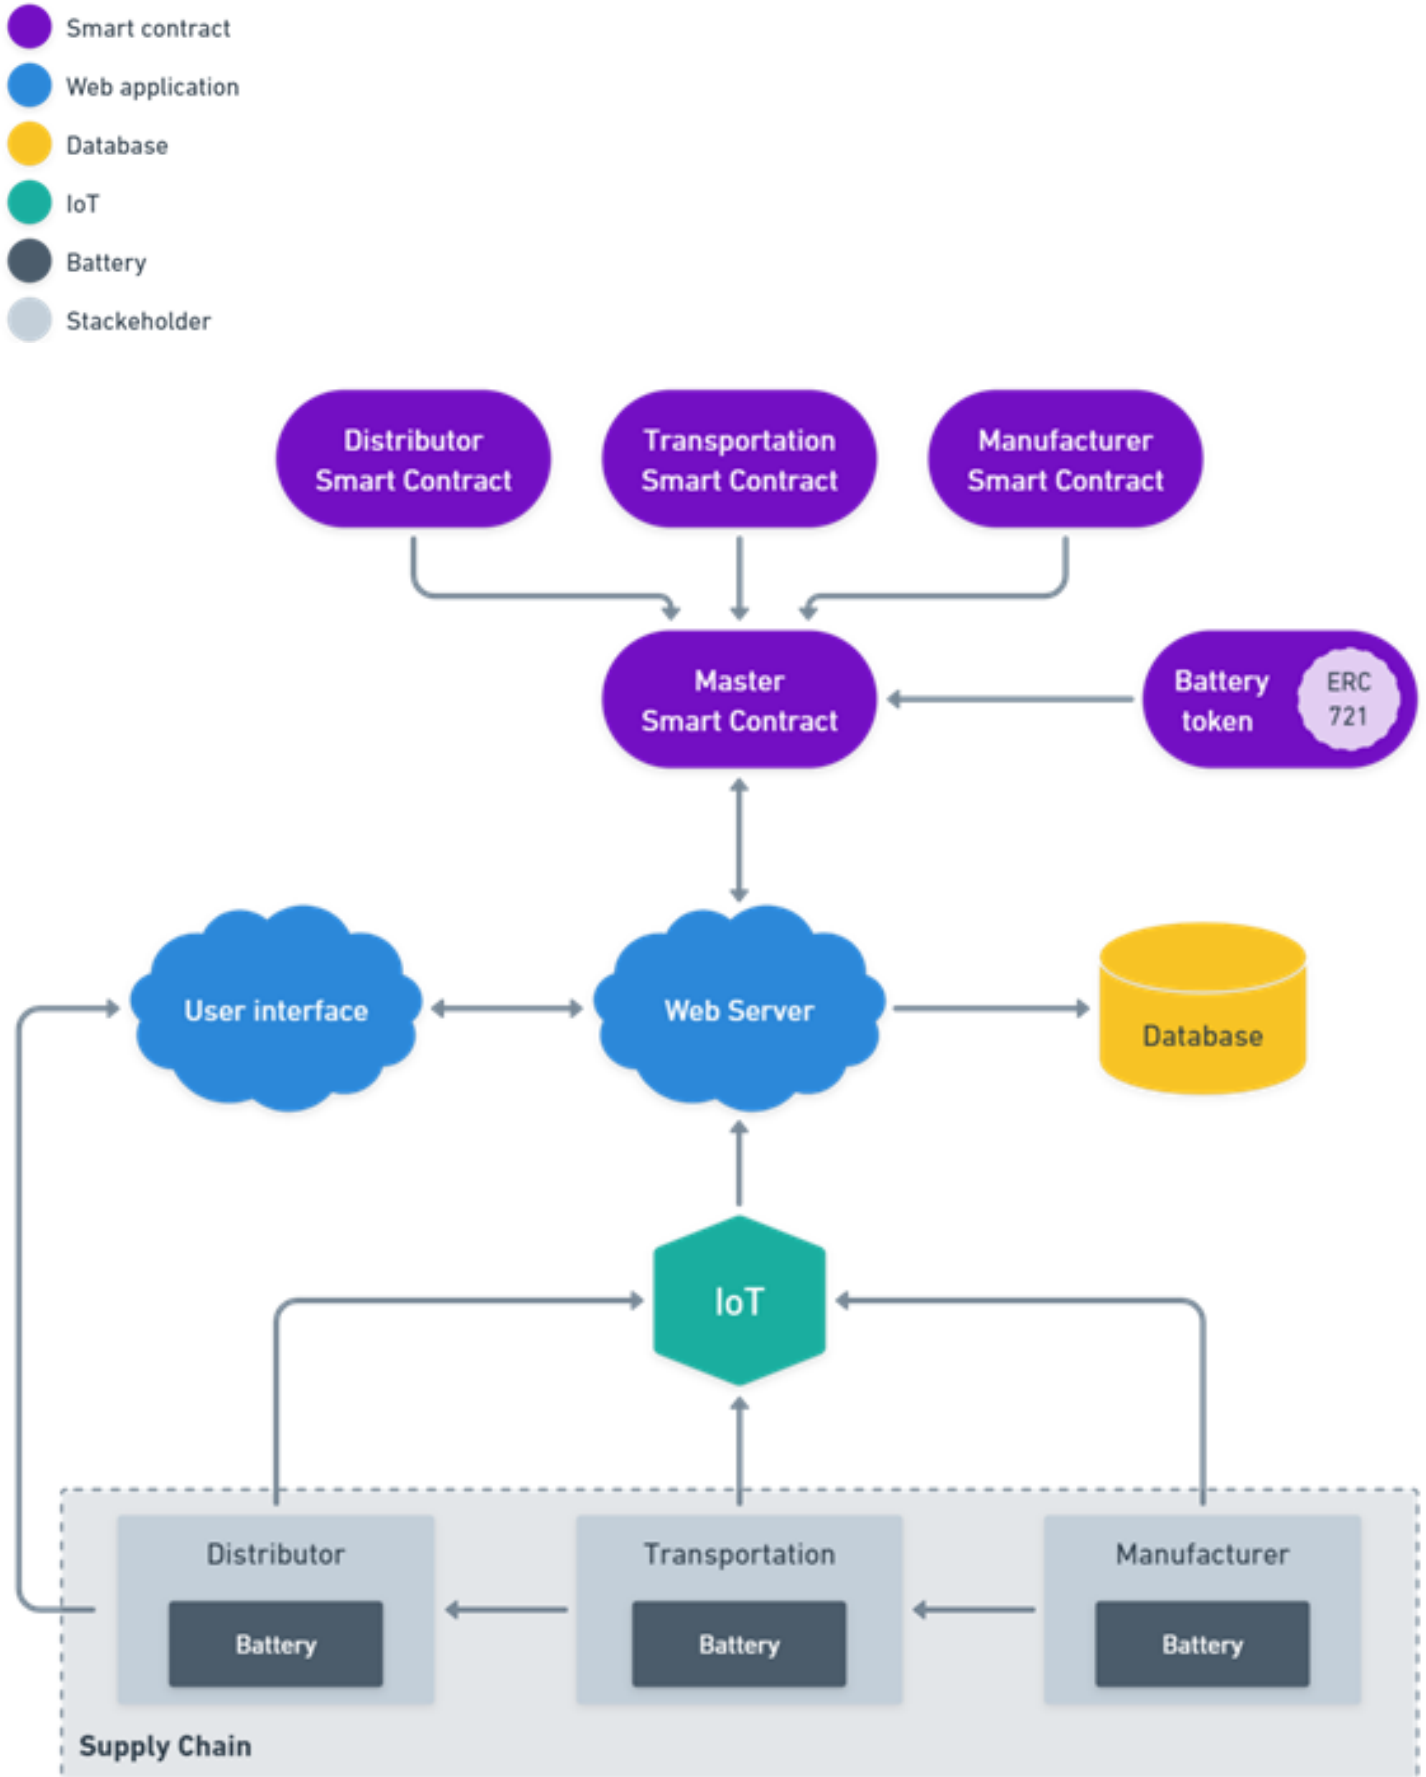 Smart contract
Web application
Database
IoT
Battery
Stackeholder
Distributor
Smart Contract
Transportation
Smart Contract
Manufacturer
Smart Contract
Master
Smart Contract
Battery
token
ERC
721
User interface
Web Server
Database
IoT
Distributor
Transportation
Manufacturer
Battery
Battery
Battery
Supply Chain